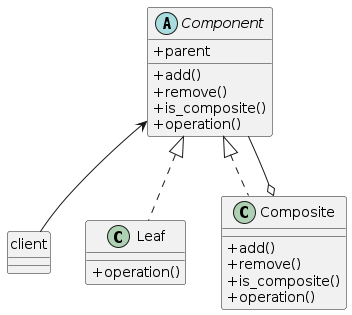 A Component
+parent
+add()
+remove()
+is_composite()
+operation()
client
C Leaf
+operation()
C Composite
+add()
+remove()
+is_composite()
+operation()